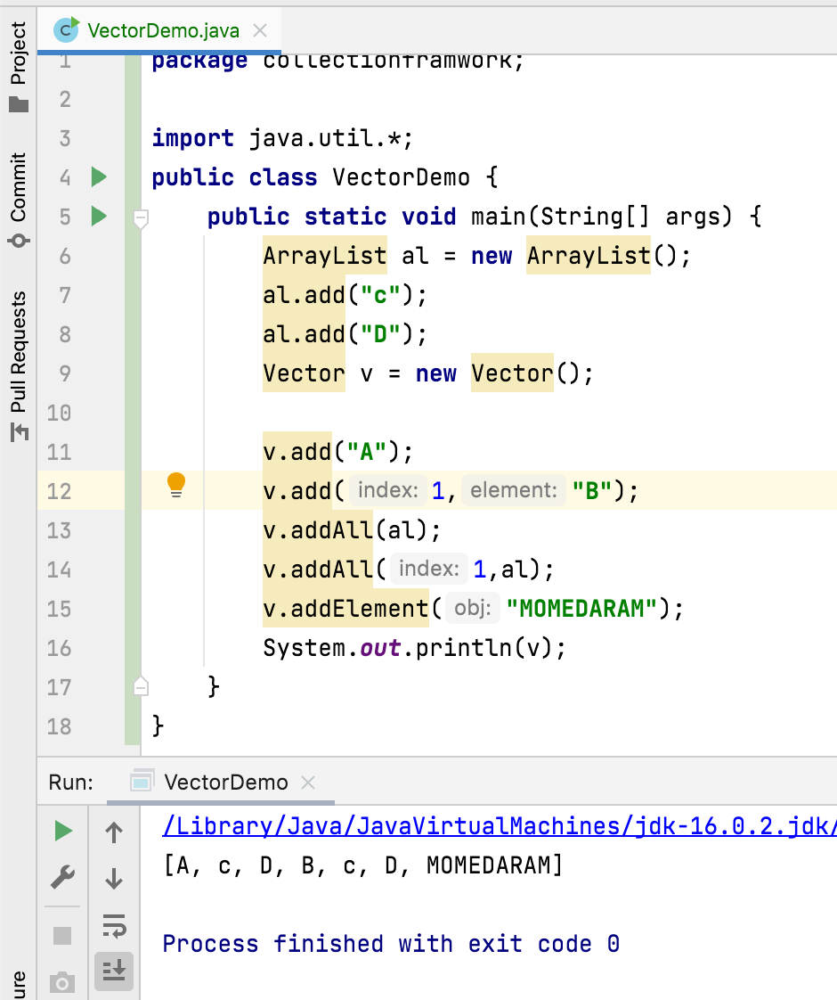 Project
Commit
Pull Requests
VectorDemo.java
1 package collectionframwork;
2
3 import java.util.*;
4 public class VectorDemo {
5 public static void main(String[] args) {
6 ArrayList al = new ArrayList();
7 al.add("c");
8 al.add("D");
9 Vector v = new Vector();
10
11 v.add("A");
12 v.add( index: 1, element: "B");
13 v.addAll(al);
14 v.addAll( index: 1,al);
15 v.addElement( obj: "MOMEDARAM");
16 System.out.println(v);
17 }
18 }
Run: VectorDemo
/Library/Java/JavaVirtualMachines/jdk-16.0.2.jdk/
[A, c, D, B, c, D, MOMEDARAM]
Process finished with exit code 0
ure